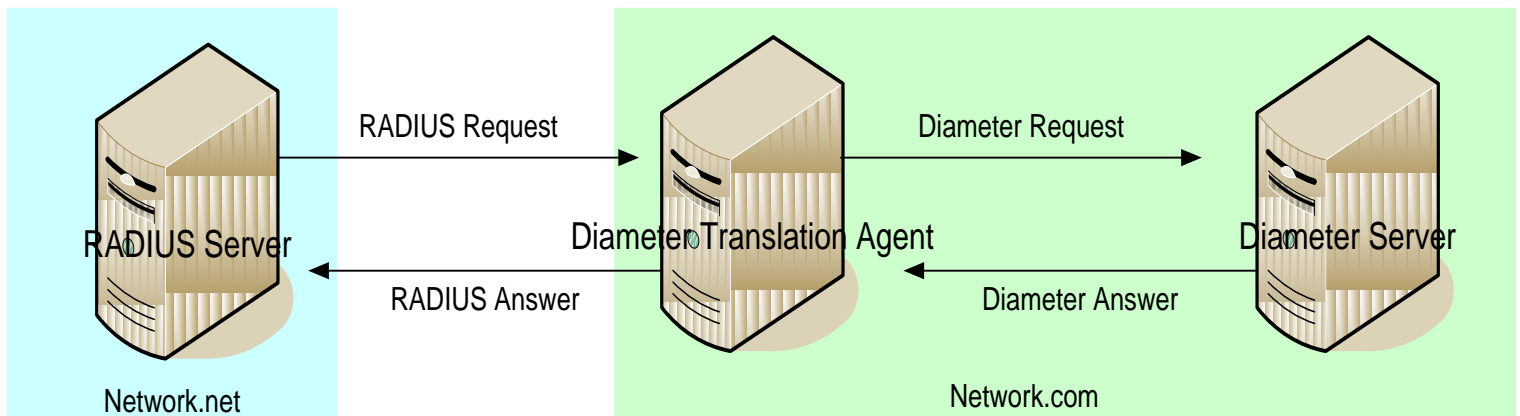 RADIUS Request
Diameter Request
RADIUS Server
Diameter Translation Agent
Diameter Server
RADIUS Answer
Diameter Answer
Network.net
Network.com